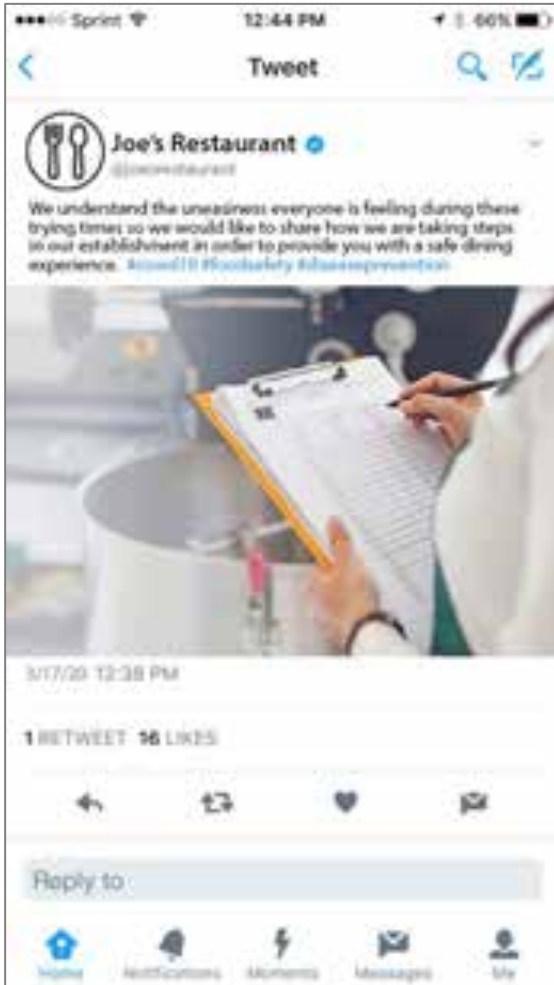 Sprint 12:44 PM 66%
Tweet
Joe's Restaurant
@joesrestaurant
We understand the uneasiness everyone is feeling during these
trying times so we would like to share how we are taking steps
in our establishment in order to provide you with a safe dining
experience. #covid19 #foodsafety #diseaseprevention
3/17/20 12:38 PM
1 RETWEET 16 LIKES
Reply to
Home Notifications Moments Messages Me